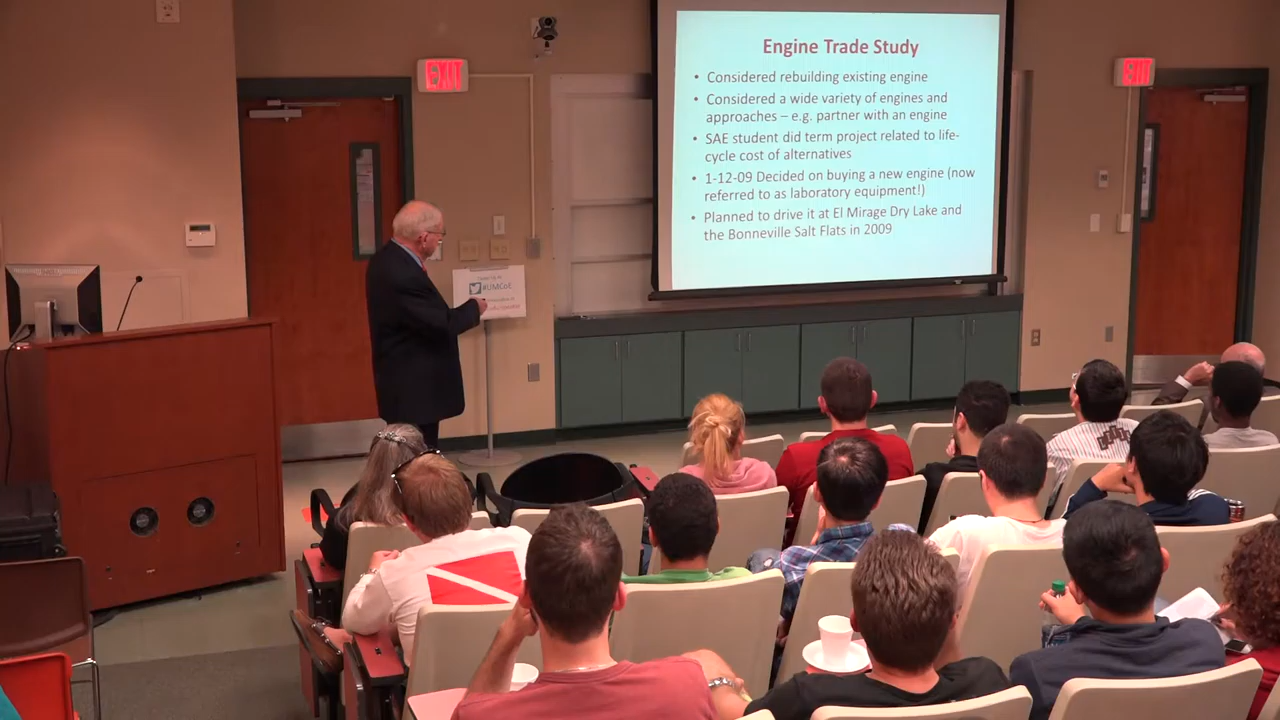 EXIT
Engine Trade Study
• Considered rebuilding existing engine
• Considered a wide variety of engines and
approaches – e.g. partner with an engine
• SAE student did term project related to life-
cycle cost of alternatives
• 1-12-09 Decided on buying a new engine (now
referred to as laboratory equipment!)
• Planned to drive it at El Mirage Dry Lake and
the Bonneville Salt Flats in 2009
EXIT
#UMCoE